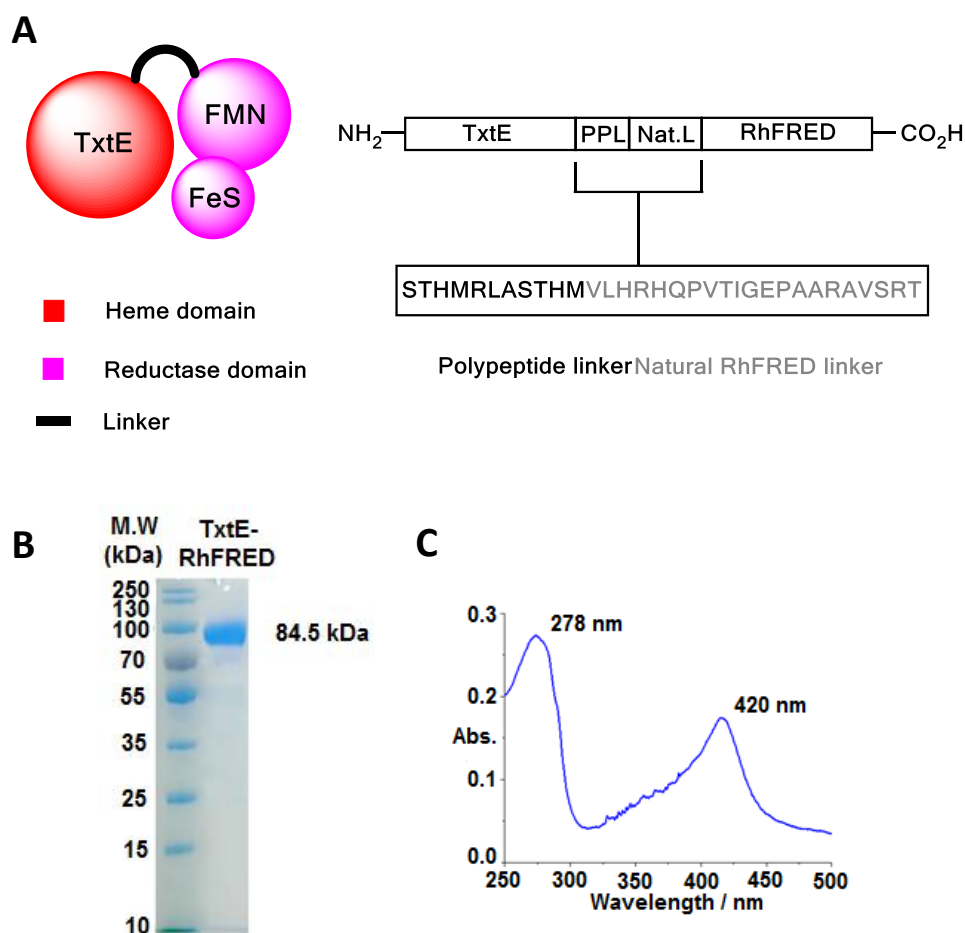 A
TxtE
FMN
FeS
Heme domain
Reductase domain
Linker
NH2
TxtE
PPL
Nat.L
RhFRED
CO2H
STHMRLASTHMVLHRHQPVTIGEPAARAVSRT
Polypeptide linker Natural RhFRED linker
B
M.W
(kDa)
TxtE-
RhFRED
250
130
100
70
55
35
25
15
10
84.5 kDa
C
278 nm
420 nm
0.3
0.2
Abs.
0.1
0.0
250 300 350 400 450 500
Wavelength / nm